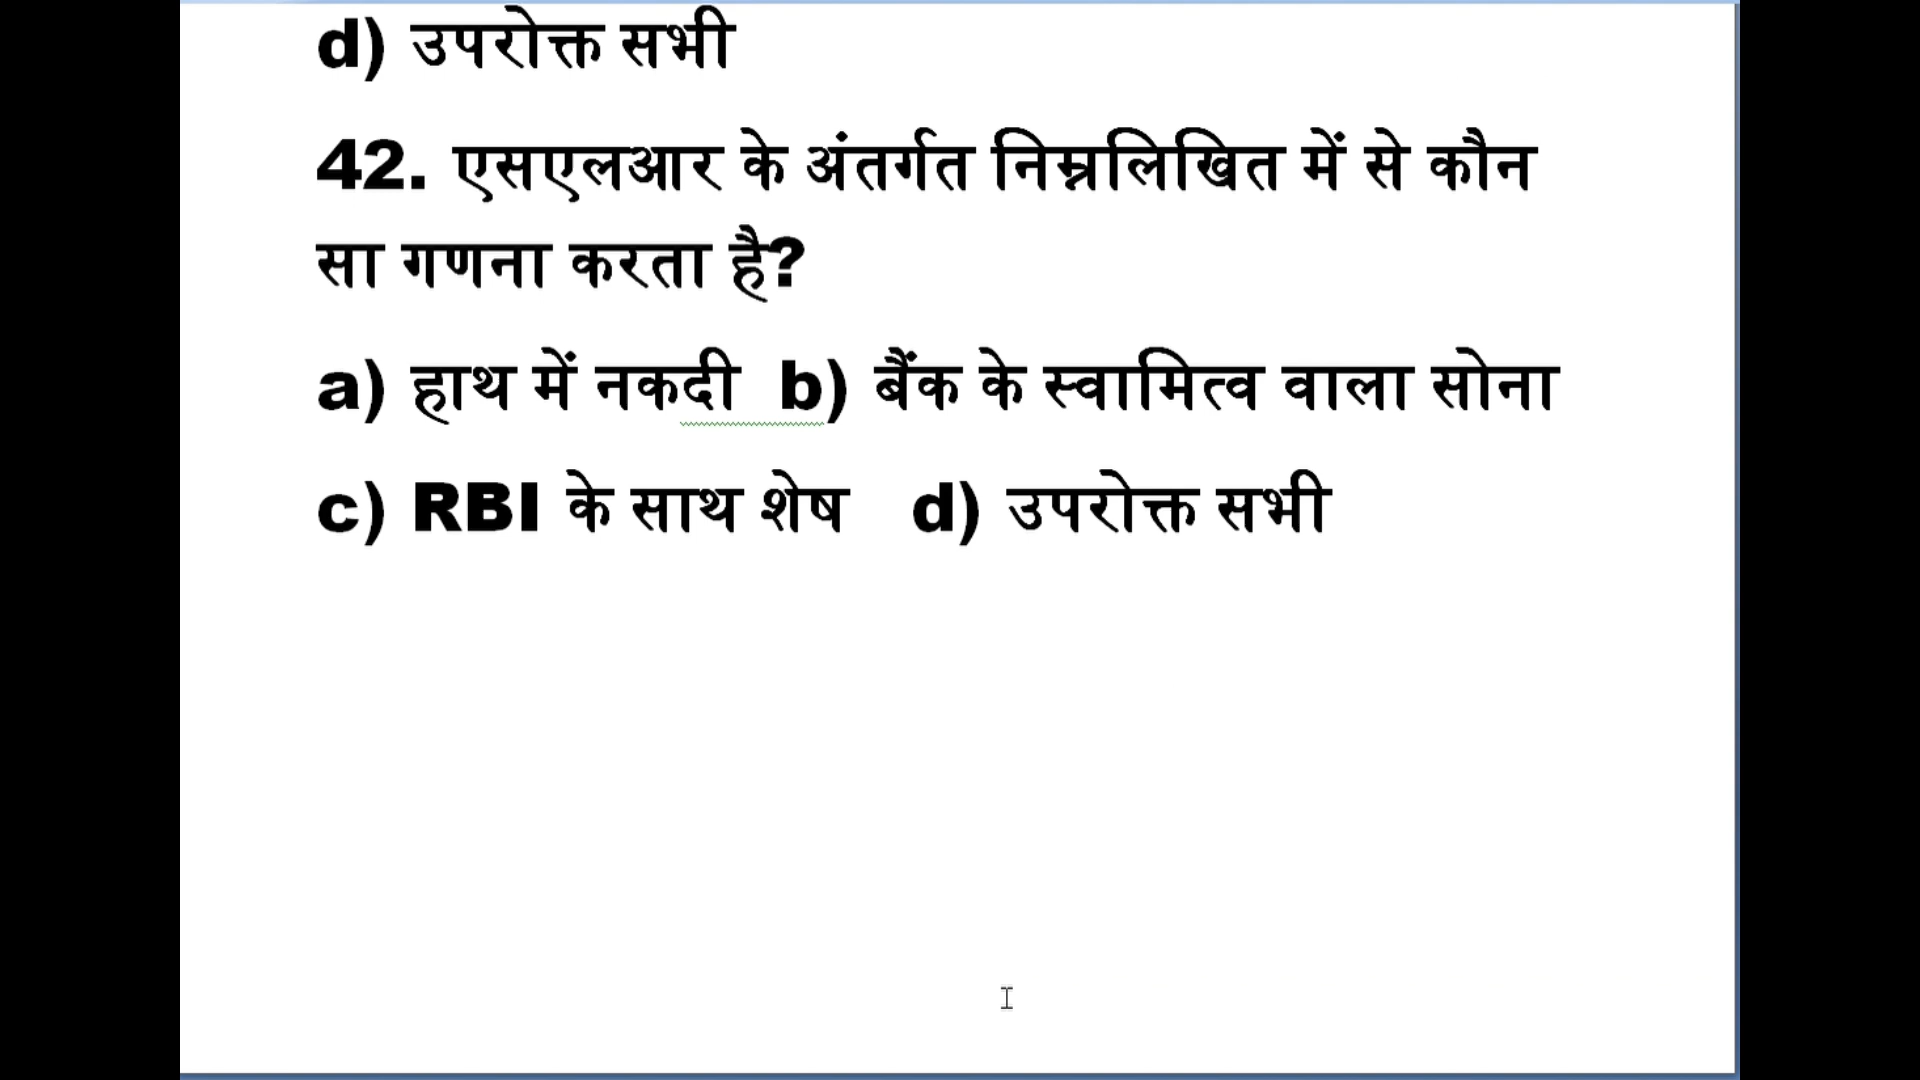 d) उपरोक्त सभी
42. एसएलआर के अंतर्गत निम्नलिखित में से कौन
सा गणना करता है?
a) हाथ में नकदी b) बैंक के स्वामित्व वाला सोना
c) RBI के साथ शेष d) उपरोक्त सभी